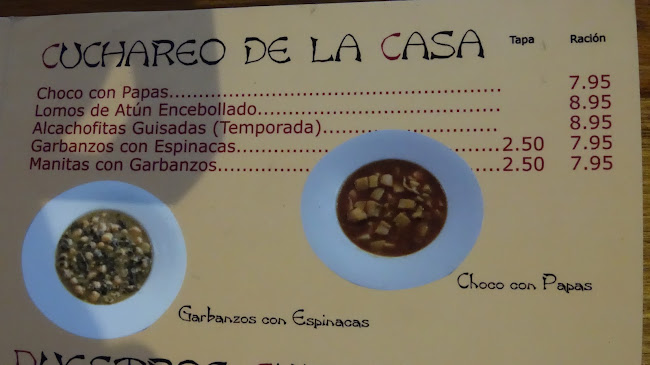 CUCHAREO DE LA CASA Tapa Ración
Choco con Papas........................................................ 7.95
Lomos de Atún Encebollado......................................... 8.95
Alcachofitas Guisadas (Temporada).............................. 8.95
Garbanzos con Espinacas...........................................2.50 7.95
Manitas con Garbanzos..............................................2.50 7.95
Choco con Papas
Garbanzos con Espinacas